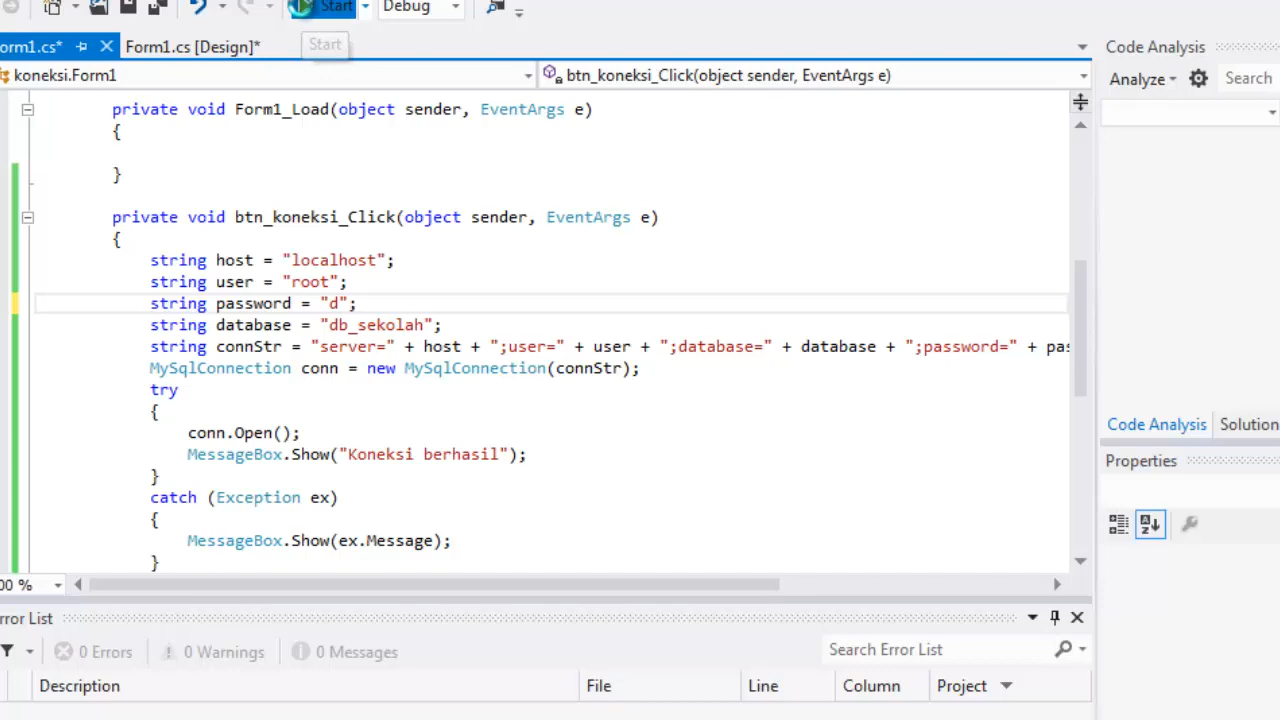 Start
Debug
Form1.cs [Design]*
Start
Code Analysis
koneksi.Form1
btn_koneksi_Click(object sender, EventArgs e)
Analyze
Search
private void Form1_Load(object sender, EventArgs e)
{
}
private void btn_koneksi_Click(object sender, EventArgs e)
{
string host = "localhost";
string user = "root";
string password = "d";
string database = "db_sekolah";
string connStr = "server=" + host + ";user=" + user + ";database=" + database + ";password=" + pas
MySqlConnection conn = new MySqlConnection(connStr);
try
{
conn.Open();
MessageBox.Show("Koneksi berhasil");
}
catch (Exception ex)
{
MessageBox.Show(ex.Message);
}
Code Analysis
Solution
Properties
00 %
rror List
0 Errors
0 Warnings
0 Messages
Search Error List
Description
File
Line
Column
Project